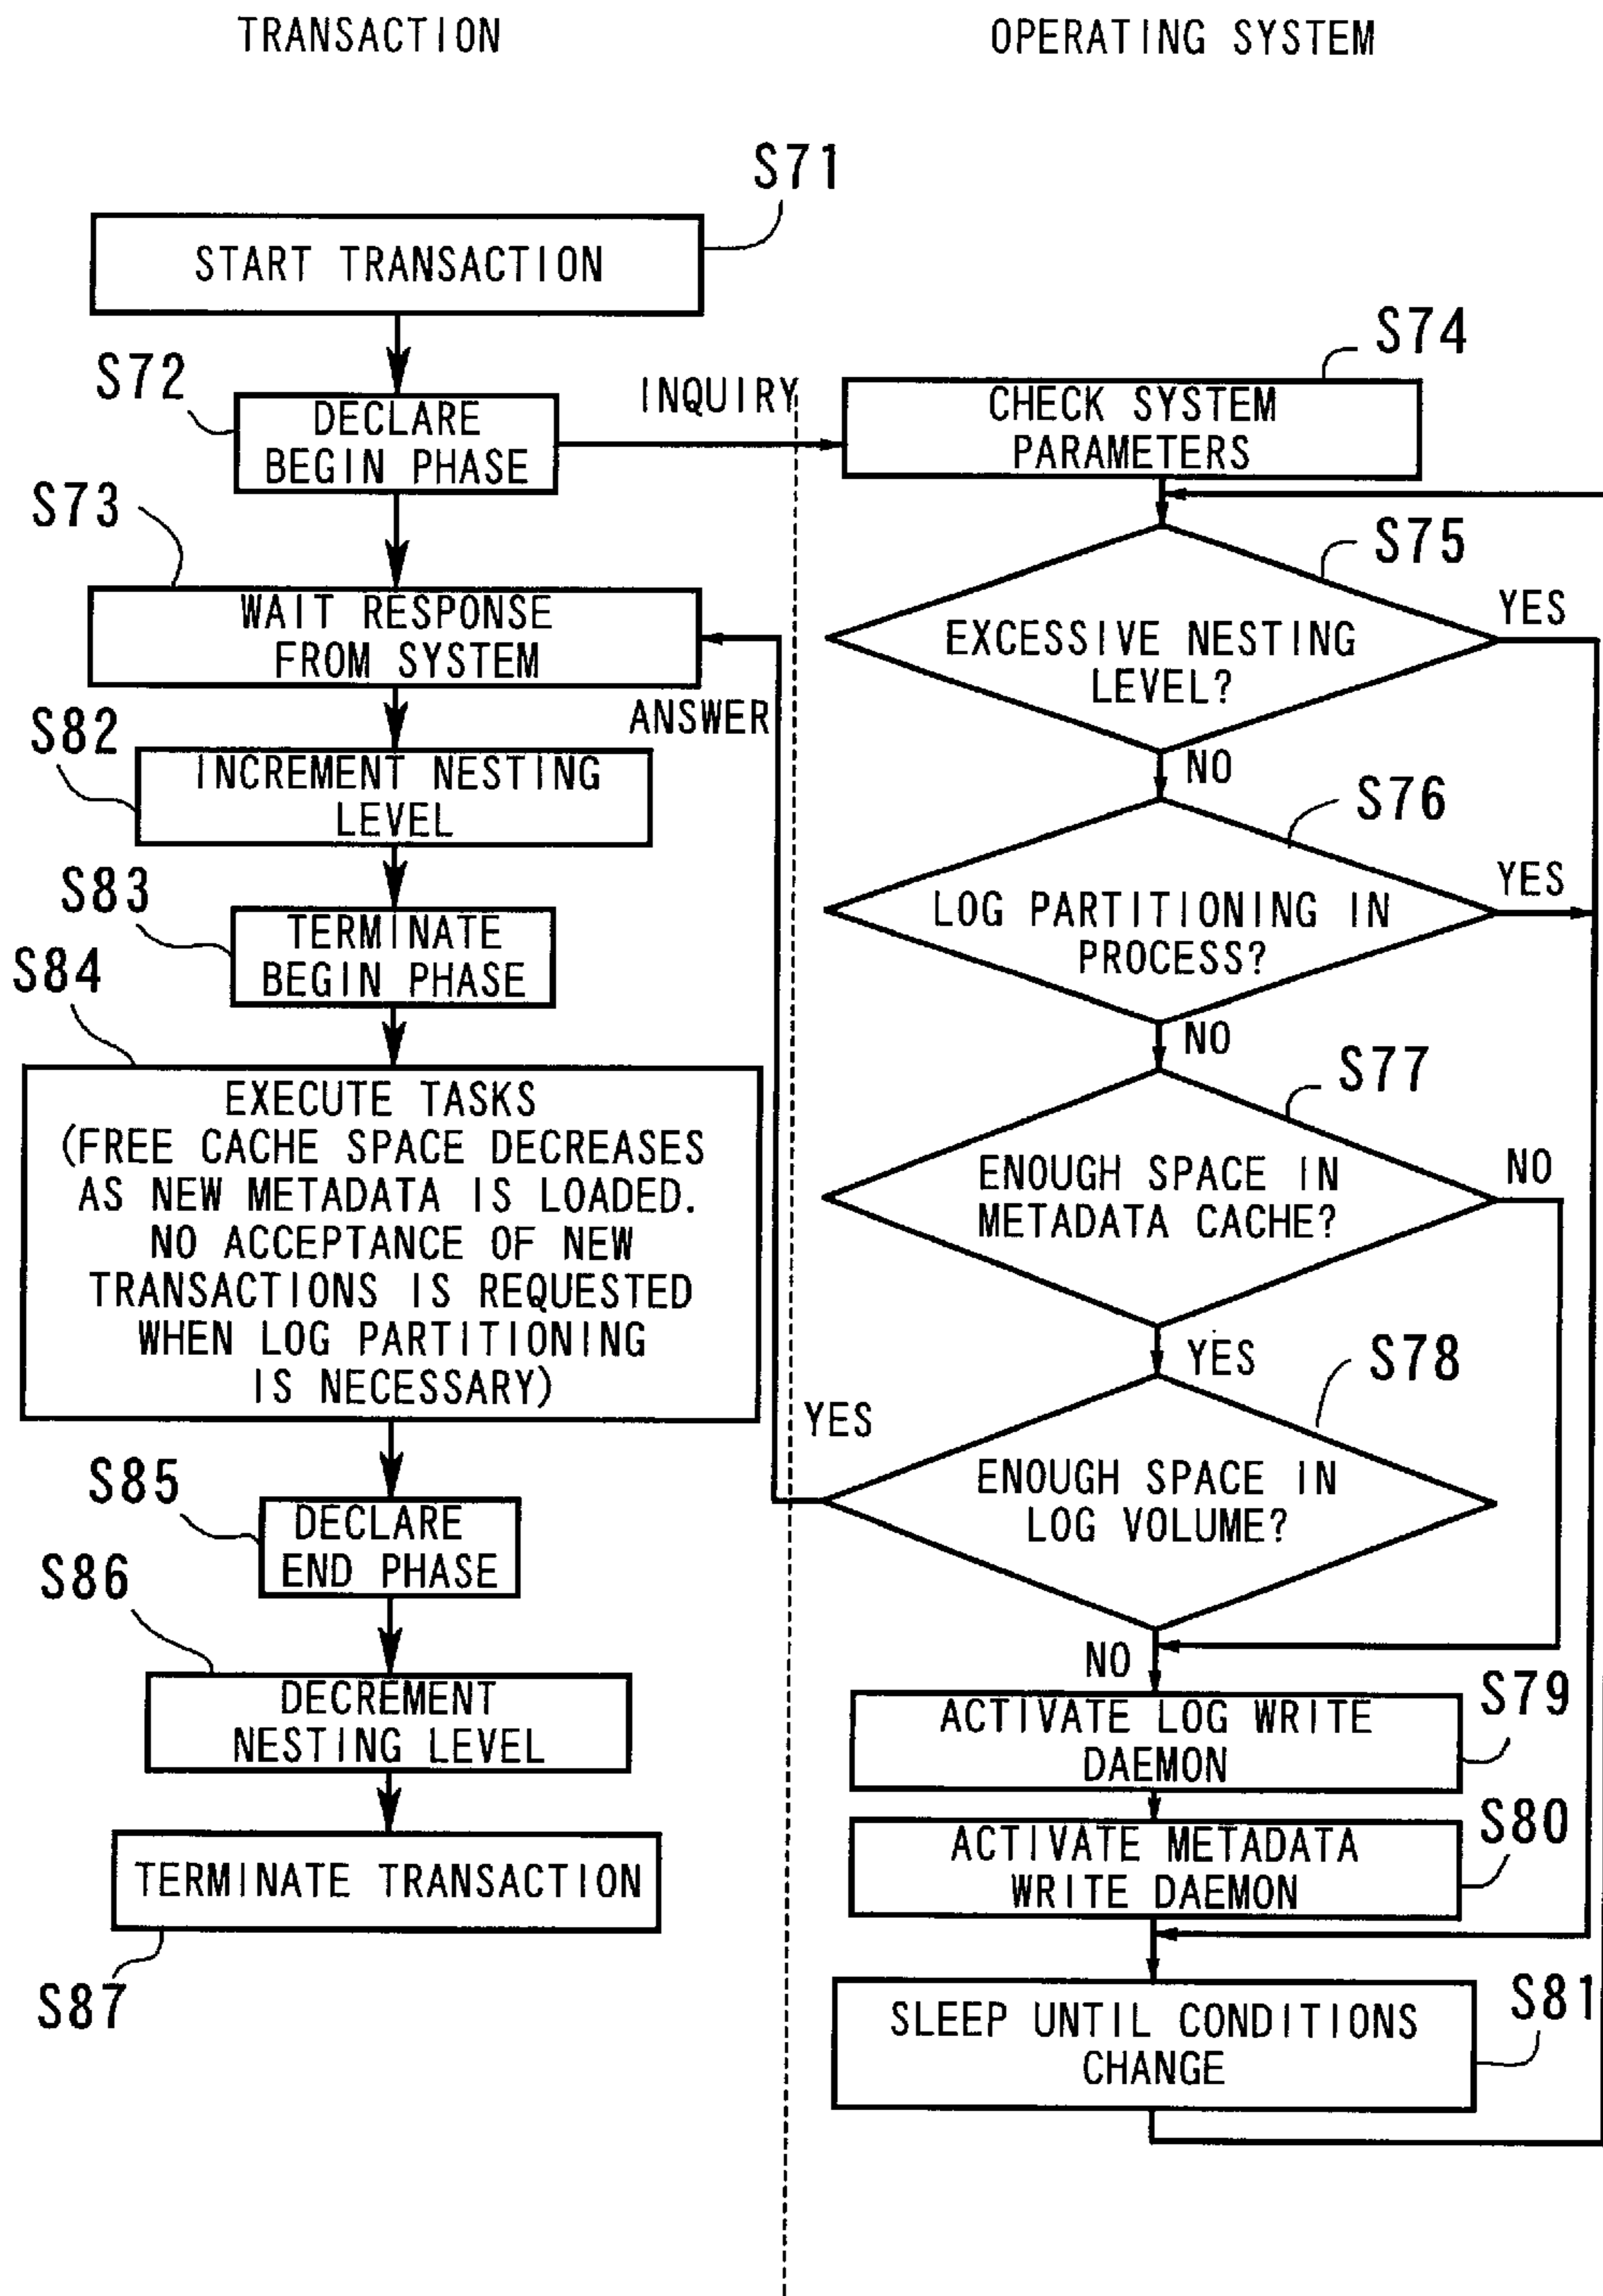 TRANSACTION
OPERATING SYSTEM
S71
START TRANSACTION
S72
DECLARE
BEGIN PHASE
INQUIRY
S74
CHECK SYSTEM
PARAMETERS
S73
WAIT RESPONSE
FROM SYSTEM
ANSWER
S75
EXCESSIVE NESTING
LEVEL?
YES
NO
S82
INCREMENT NESTING
LEVEL
S76
LOG PARTITIONING IN
PROCESS?
YES
NO
S83
TERMINATE
BEGIN PHASE
S84
EXECUTE TASKS
(FREE CACHE SPACE DECREASES
AS NEW METADATA IS LOADED.
NO ACCEPTANCE OF NEW
TRANSACTIONS IS REQUESTED
WHEN LOG PARTITIONING
IS NECESSARY)
S77
ENOUGH SPACE IN
METADATA CACHE?
NO
YES
S78
YES
ENOUGH SPACE IN
LOG VOLUME?
NO
S85
DECLARE
END PHASE
S86
DECREMENT
NESTING LEVEL
S79
ACTIVATE LOG WRITE
DAEMON
S80
ACTIVATE METADATA
WRITE DAEMON
TERMINATE TRANSACTION
S87
S81
SLEEP UNTIL CONDITIONS
CHANGE